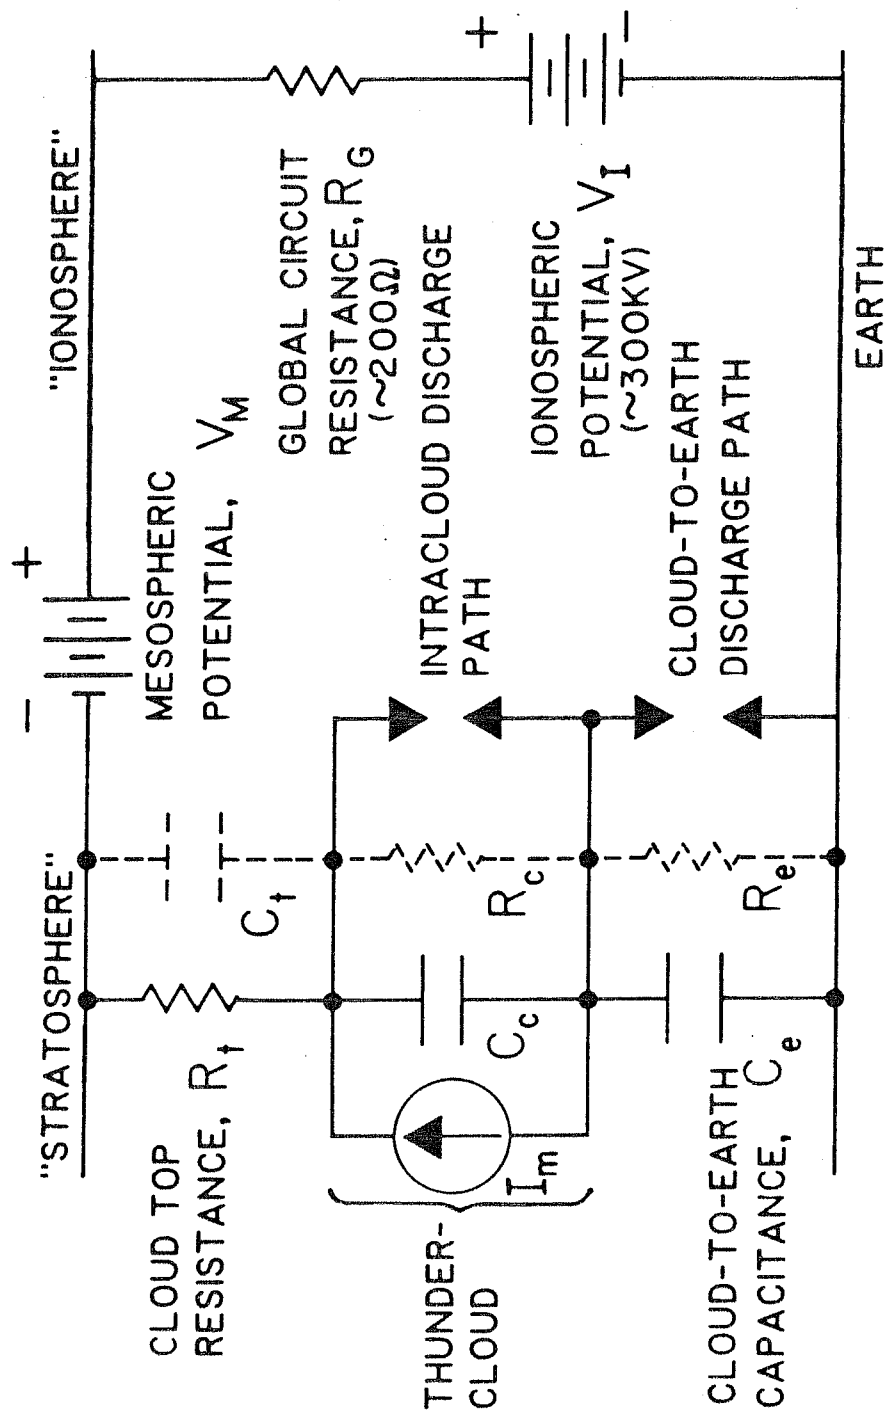 "STRATOSPHERE"
"IONOSPHERE"
− +
MESOSPHERIC
POTENTIAL, V_M
CLOUD TOP
RESISTANCE, R_t
C_t
GLOBAL CIRCUIT
RESISTANCE, R_G
(~200Ω)
THUNDER-
CLOUD
I_m
C_c
R_c
INTRACLOUD DISCHARGE
PATH
+
−
IONOSPHERIC
POTENTIAL, V_I
(~300KV)
CLOUD-TO-EARTH
CAPACITANCE, C_e
R_e
CLOUD-TO-EARTH
DISCHARGE PATH
EARTH